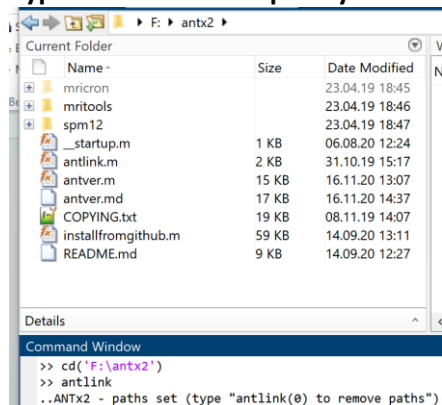 F: ▸ antx2 ▸
Current Folder
Name Size Date Modified
mricron 23.04.19 18:45
mritools 23.04.19 18:46
spm12 23.04.19 18:47
__startup.m 1 KB 06.08.20 12:24
antlink.m 2 KB 31.10.19 15:17
antver.m 15 KB 16.11.20 13:07
antver.md 17 KB 16.11.20 14:37
COPYING.txt 19 KB 08.11.19 14:07
installfromgithub.m 59 KB 14.09.20 13:11
README.md 9 KB 14.09.20 12:27
Details
Command Window
>> cd('F:\antx2')
>> antlink
..ANTx2 - paths set (type "antlink(0) to remove paths")